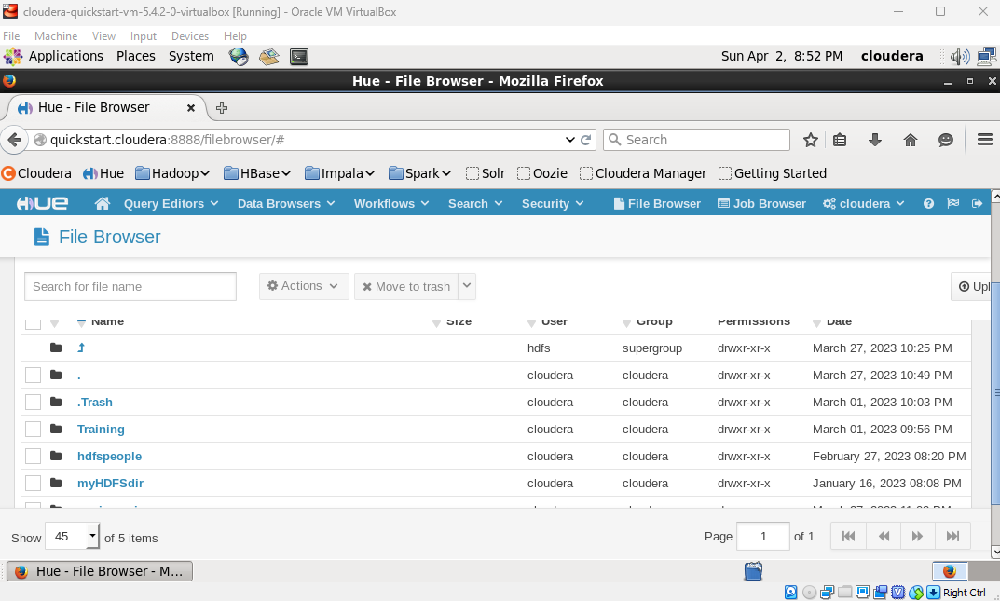 cloudera-quickstart-vm-5.4.2-0-virtualbox [Running] - Oracle VM VirtualBox
File Machine View Input Devices Help
Applications Places System Sun Apr 2, 8:52 PM cloudera
Hue - File Browser - Mozilla Firefox
Hue - File Browser
quickstart.cloudera:8888/filebrowser/# Search
Cloudera Hue Hadoop HBase Impala Spark Solr Oozie Cloudera Manager Getting Started
HUE Query Editors Data Browsers Workflows Search Security File Browser Job Browser cloudera
File Browser
Search for file name Actions Move to trash Upl
Name Size User Group Permissions Date
hdfs supergroup drwxr-xr-x March 27, 2023 10:25 PM
. cloudera cloudera drwxr-xr-x March 27, 2023 10:49 PM
.Trash cloudera cloudera drwxr-xr-x March 01, 2023 10:03 PM
Training cloudera cloudera drwxr-xr-x March 01, 2023 09:56 PM
hdfspeople cloudera cloudera drwxr-xr-x February 27, 2023 08:20 PM
myHDFSdir cloudera cloudera drwxr-xr-x January 16, 2023 08:08 PM
Show 45 of 5 items Page 1 of 1
Hue - File Browser - M...
Right Ctrl